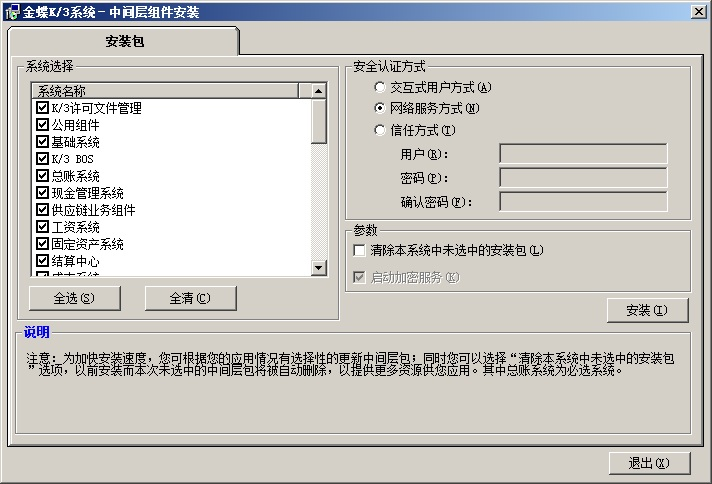 金蝶K/3系统－中间层组件安装
安装包
系统选择
系统名称
K/3许可文件管理
公用组件
基础系统
K/3 BOS
总账系统
现金管理系统
供应链业务组件
工资系统
固定资产系统
结算中心
成本系统
全选(S)
全清(C)
安全认证方式
交互式用户方式(A)
网络服务方式(N)
信任方式(T)
用户(R):
密码(P):
确认密码(F):
参数
清除本系统中未选中的安装包(L)
启动加密服务(K)
安装(I)
说明
注意：为加快安装速度，您可根据您的应用情况有选择性的更新中间层包；同时您可以选择“清除本系统中未选中的安装包
”选项，以前安装而本次未选中的中间层包将被自动删除，以提供更多资源供您应用。其中总账系统为必选系统。
退出(X)